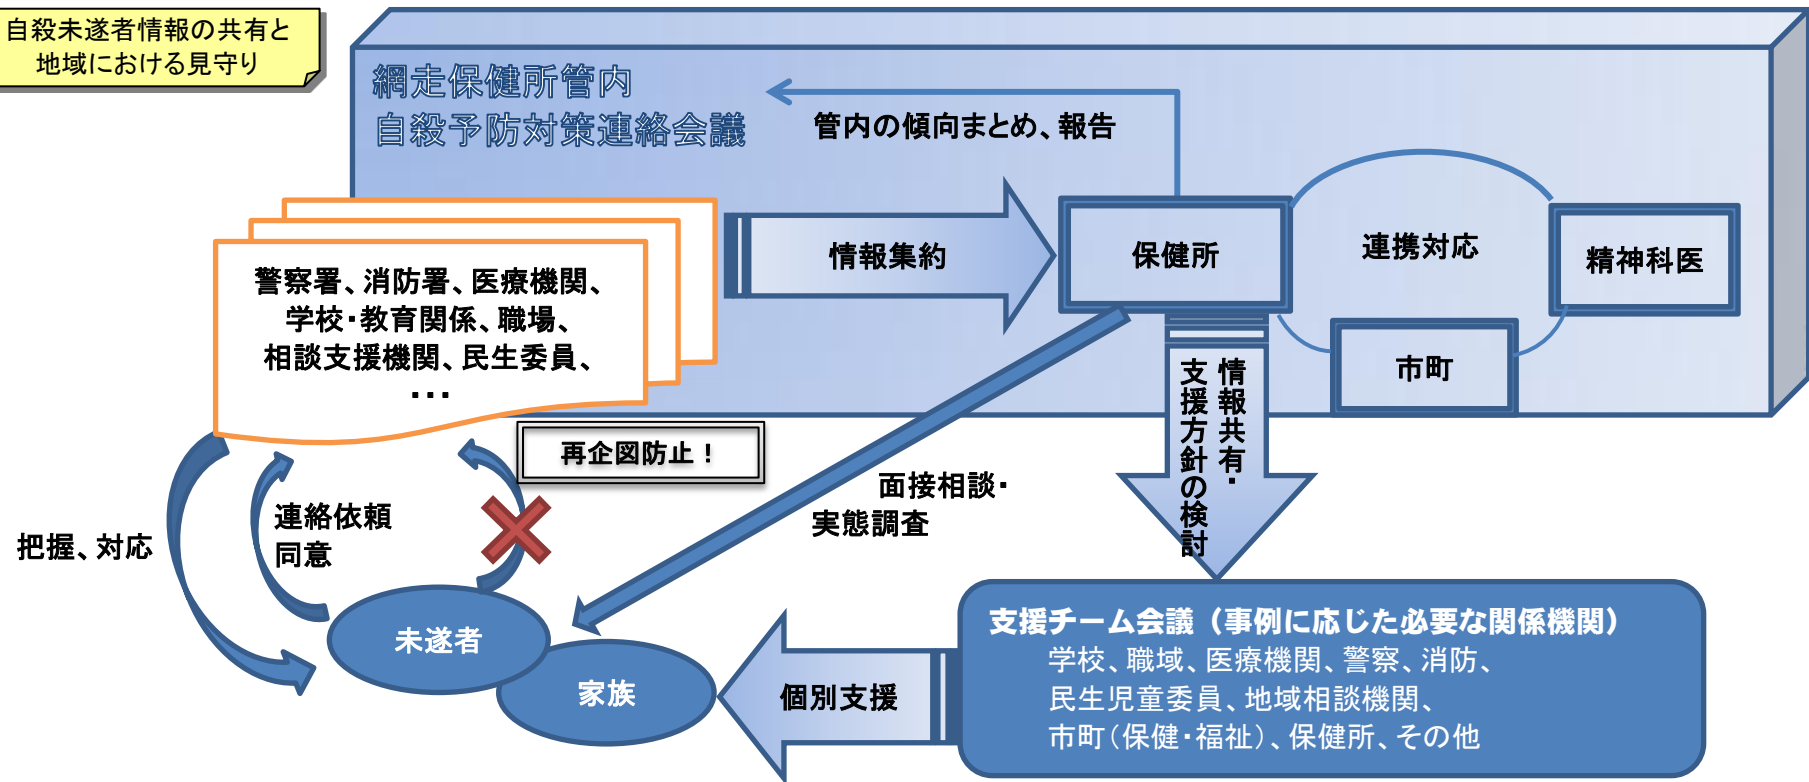 自殺未遂者情報の共有と
地域における見守り
網走保健所管内
自殺予防対策連絡会議
管内の傾向まとめ、報告
警察署、消防署、医療機関、
学校・教育関係、職場、
相談支援機関、民生委員、
・・・
情報集約
保健所
連携対応
精神科医
市町
情報共有・
支援方針の検討
再企図防止！
面接相談・
実態調査
連絡依頼
同意
把握、対応
未遂者
家族
個別支援
支援チーム会議（事例に応じた必要な関係機関）
学校、職域、医療機関、警察、消防、
民生児童委員、地域相談機関、
市町（保健・福祉）、保健所、その他